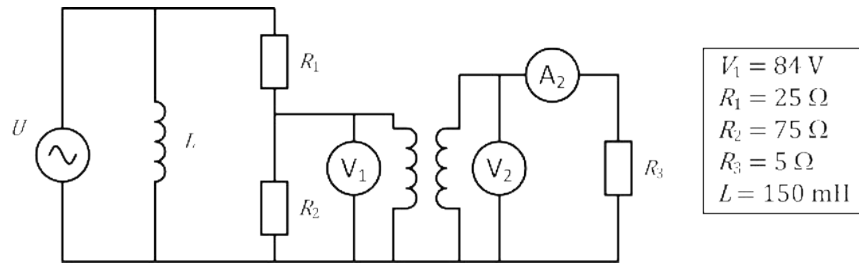 U
L
R₁
R₂
V₁
V₂
A₂
R₃
V₁ = 84 V
R₁ = 25 Ω
R₂ = 75 Ω
R₃ = 5 Ω
L = 150 mH